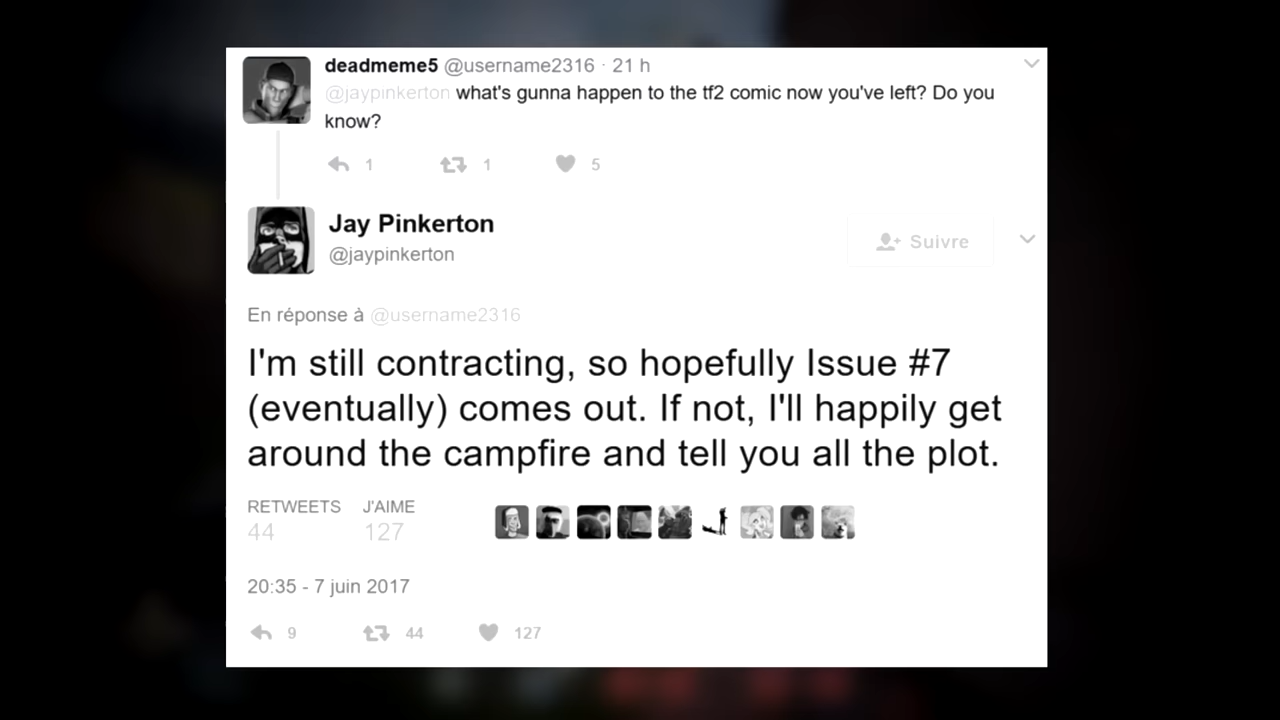 deadmeme5 @username2316 · 21 h
@jaypinkerton what's gunna happen to the tf2 comic now you've left? Do you
know?
1 1 5
Jay Pinkerton
@jaypinkerton
Suivre
En réponse à @username2316
I'm still contracting, so hopefully Issue #7
(eventually) comes out. If not, I'll happily get
around the campfire and tell you all the plot.
RETWEETS J'AIME
44 127
20:35 - 7 juin 2017
9 44 127